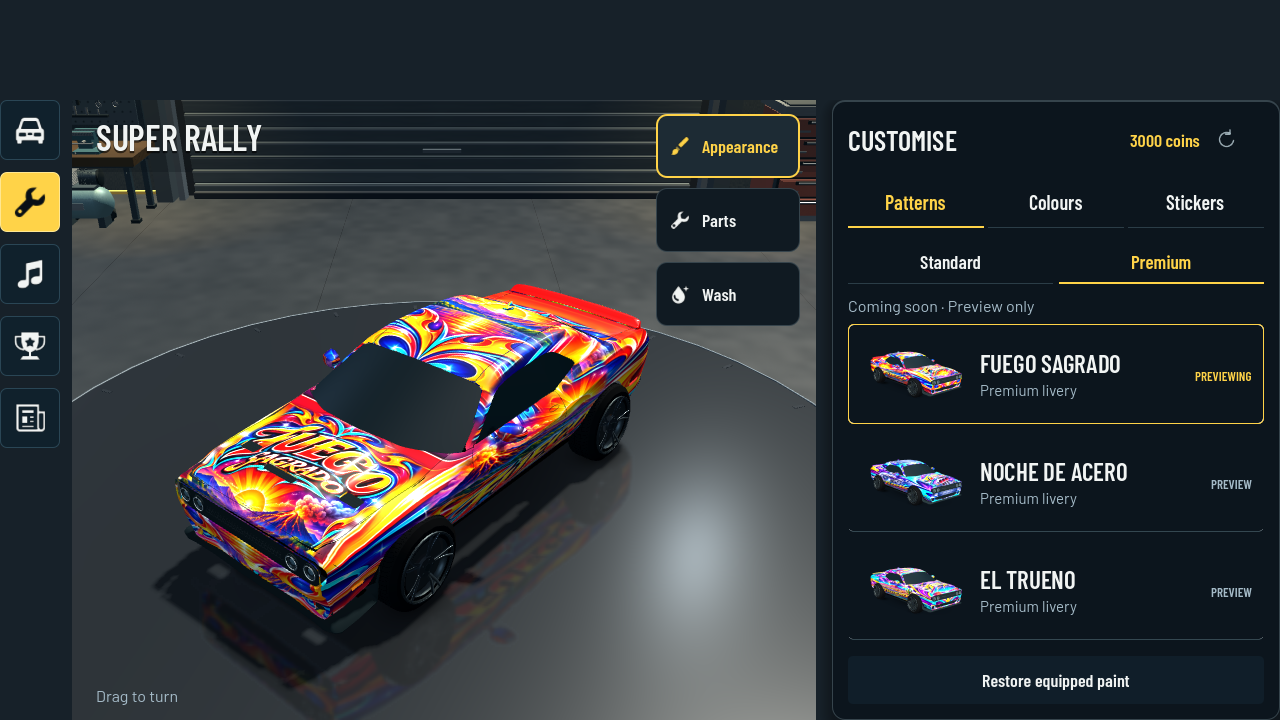 SUPER RALLY
Appearance
Parts
Wash
FUEGO
SAGRADO
Drag to turn
CUSTOMISE
3000 coins
Patterns
Colours
Stickers
Standard
Premium
Coming soon · Preview only
FUEGO SAGRADO
Premium livery
PREVIEWING
NOCHE DE ACERO
Premium livery
PREVIEW
EL TRUENO
Premium livery
PREVIEW
Restore equipped paint